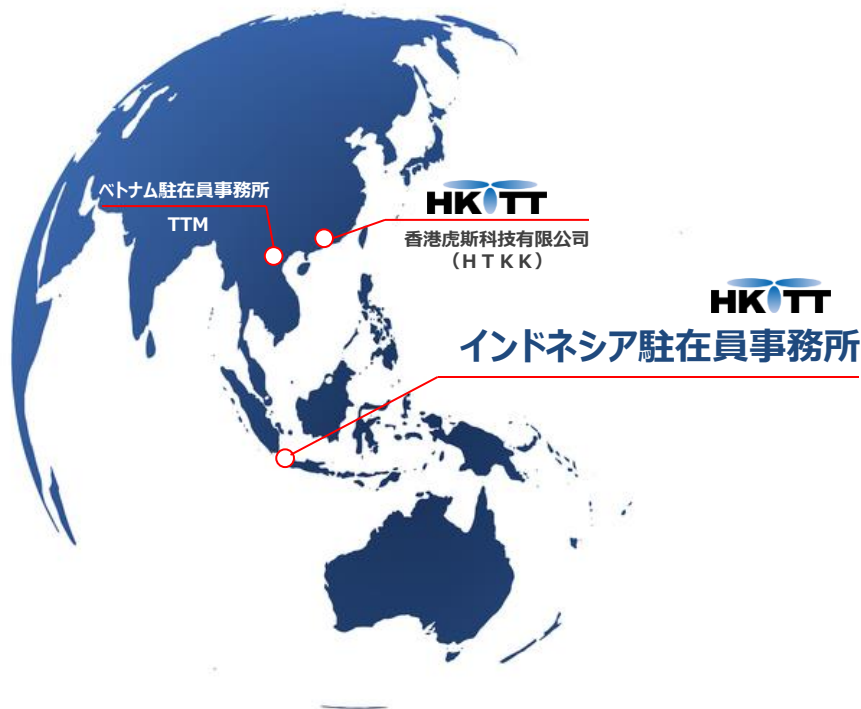 ベトナム駐在員事務所
TTM
HKTT
香港虎斯科技有限公司
（ＨＴＫＫ）
HKTT
インドネシア駐在員事務所